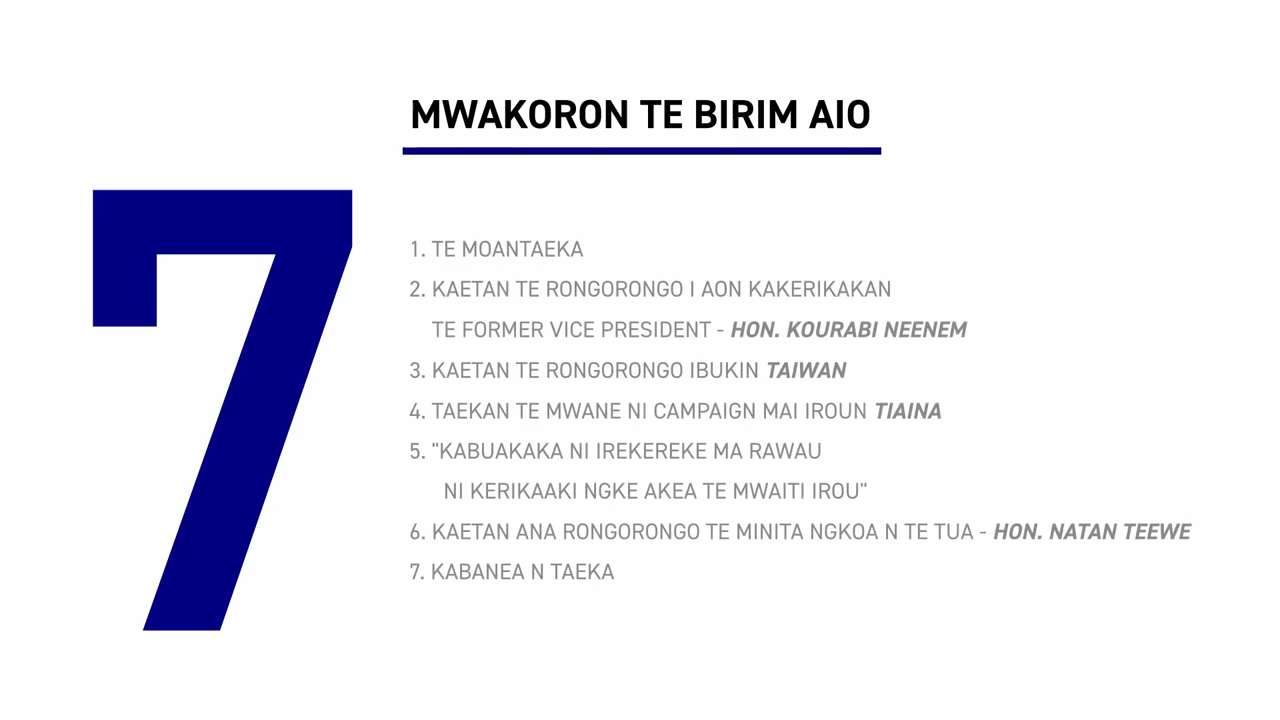 MWAKORON TE BIRIM AIO
7
1. TE MOANTAEKA
2. KAETAN TE RONGORONGO I AON KAKERIKAKAN
TE FORMER VICE PRESIDENT - HON. KOURABI NEENEM
3. KAETAN TE RONGORONGO IBUKIN TAIWAN
4. TAEKAN TE MWANE NI CAMPAIGN MAI IROUN TIAINA
5. "KABUAKAKA NI IREKEREKE MA RAWAU
NI KERIKAAKI NGKE AKEA TE MWAITI IROU"
6. KAETAN ANA RONGORONGO TE MINITA NGKOA N TE TUA - HON. NATAN TEEWE
7. KABANEA N TAEKA